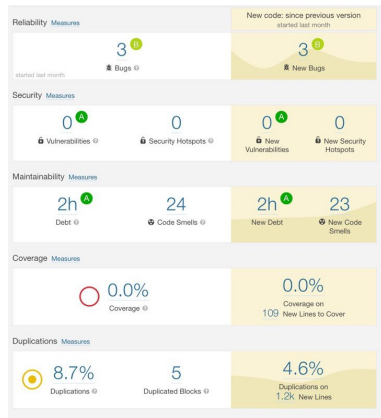 Reliability Measures
New code: since previous version
started last month
3 B
Bugs
started last month
3 B
New Bugs
Security Measures
0 A
Vulnerabilities
0
Security Hotspots
0 A
New Vulnerabilities
0
New Security Hotspots
Maintainability Measures
2h A
Debt
24
Code Smells
2h A
New Debt
23
New Code Smells
Coverage Measures
0.0%
Coverage
0.0%
Coverage on
109 New Lines to Cover
Duplications Measures
8.7%
Duplications
5
Duplicated Blocks
4.6%
Duplications on
1.2k New Lines